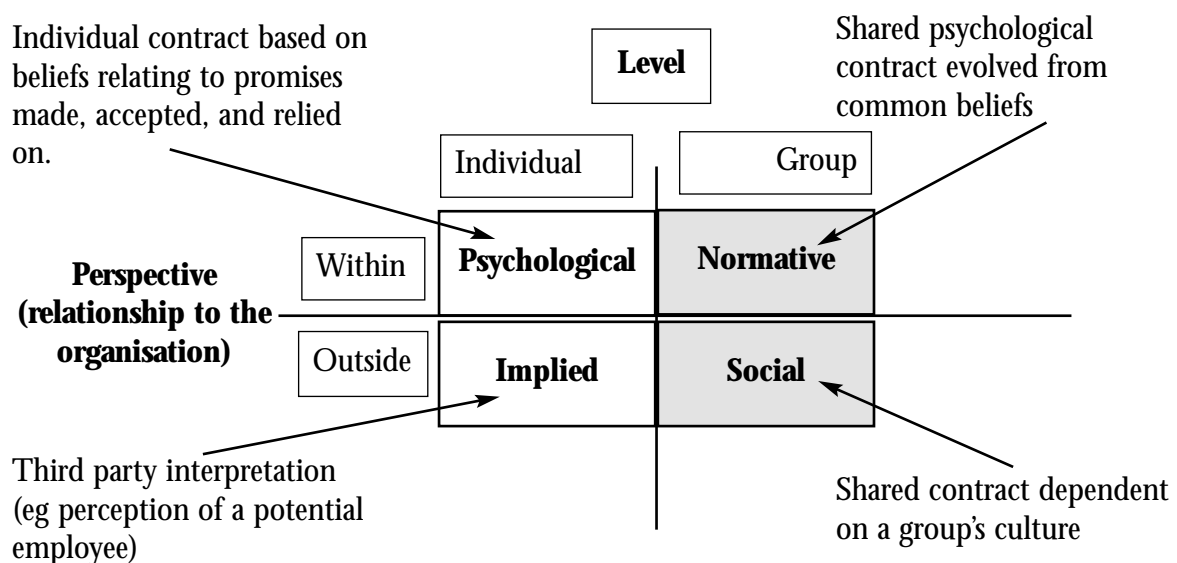 Individual contract based on
beliefs relating to promises
made, accepted, and relied
on.
Level
Shared psychological
contract evolved from
common beliefs
Individual
Group
Perspective
(relationship to the
organisation)
Within
Psychological
Normative
Outside
Implied
Social
Third party interpretation
(eg perception of a potential
employee)
Shared contract dependent
on a group's culture